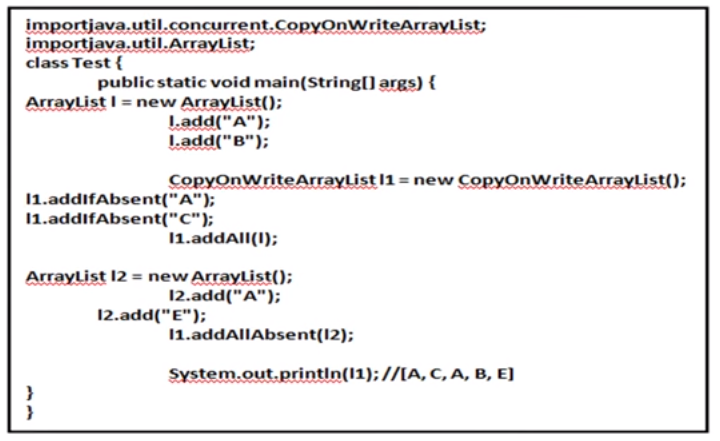 importjava.util.concurrent.CopyOnWriteArrayList;
importjava.util.ArrayList;
class Test {
public static void main(String[] args) {
ArrayList l = new ArrayList();
l.add("A");
l.add("B");
CopyOnWriteArrayList l1 = new CopyOnWriteArrayList();
l1.addIfAbsent("A");
l1.addIfAbsent("C");
l1.addAll(l);
ArrayList l2 = new ArrayList();
l2.add("A");
l2.add("E");
l1.addAllAbsent(l2);
System.out.println(l1);//[A, C, A, B, E]
}
}